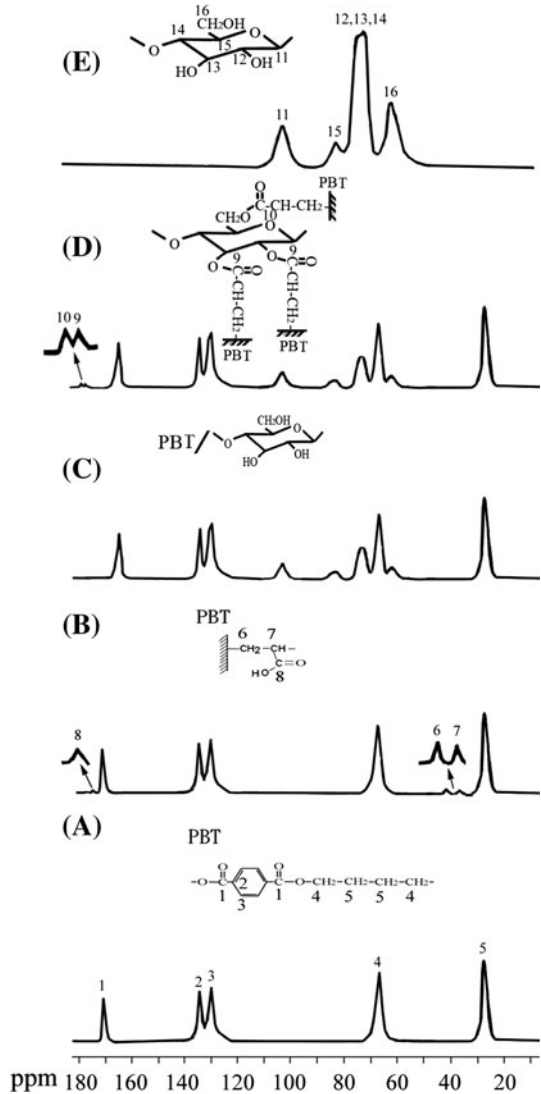 16
14
CH₂OH
O
15
HO
13
12
OH
11
(E)
12,13,14
11
15
16
PBT
O
C-CH-CH₂
CH₂O
10
O
O
9
9
O
O
C=O
C=O
CH-CH₂
CH-CH₂
PBT
PBT
(D)
10 9
PBT
CH₂OH
O
O
HO
OH
(C)
(B)
PBT
6 7
-CH₂-CH-
HO C=O
8
8
6 7
(A)
PBT
-O-C-2-C-O-CH₂-CH₂-CH₂-CH₂-
O O
1 3 1 4 5 5 4
1
2
3
4
5
ppm 180 160 140 120 100 80 60 40 20